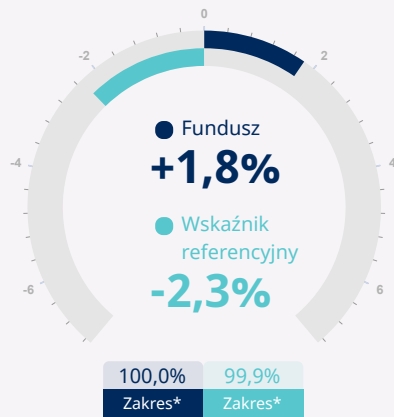 0
-2
2
-4
4
-6
6
Fundusz
+1,8%
Wskaźnik
referencyjny
-2,3%
100,0% 99,9%
Zakres* Zakres*